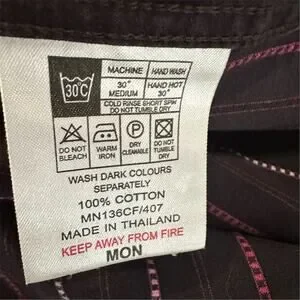 MACHINE HAND WASH
30°C
30° HAND HOT
MEDIUM 30°
COLD RINSE SHORT SPIN
DO NOT TUMBLE DRY
P
DO NOT BLEACH
WARM IRON
DRY CLEANABLE
DO NOT TUMBLE DRY
WASH DARK COLOURS
SEPARATELY
100% COTTON
MN136CF/407
MADE IN THAILAND
KEEP AWAY FROM FIRE
MON